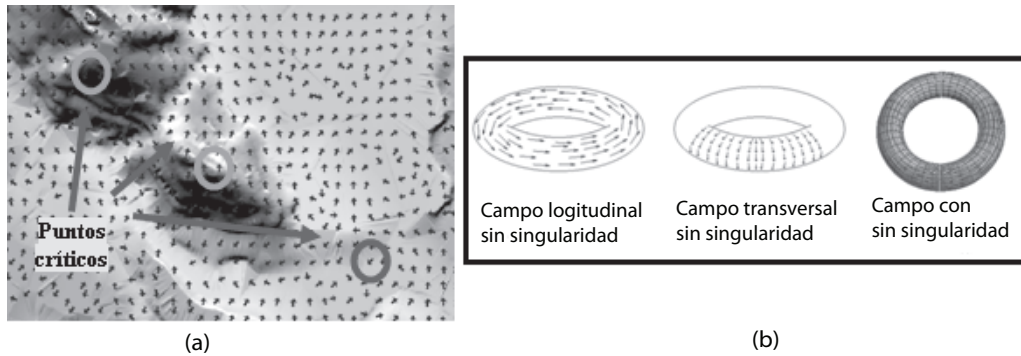 Puntos
críticos
Campo logitudinal
sin singularidad
Campo transversal
sin singularidad
Campo con
sin singularidad
(a)
(b)